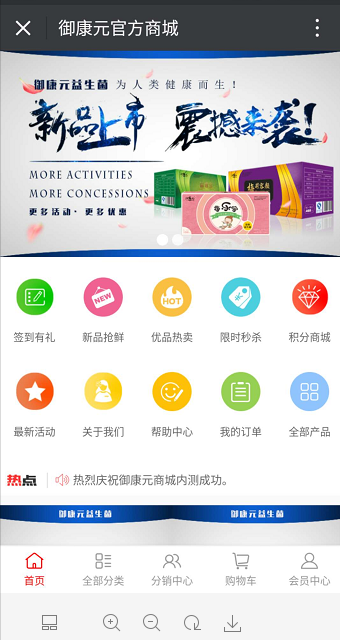 御康元官方商城
御康元益生菌 为人类健康而生！
新品上市 震撼来袭！
MORE ACTIVITIES
MORE CONCESSIONS
更多活动·更多优惠
签到有礼 新品抢鲜 优品热卖 限时秒杀 积分商城
NEW HOT
最新活动 关于我们 帮助中心 我的订单 全部产品
热点 热烈庆祝御康元商城内测成功。
御康元益生菌 御康元益生菌
首页 全部分类 分销中心 购物车 会员中心